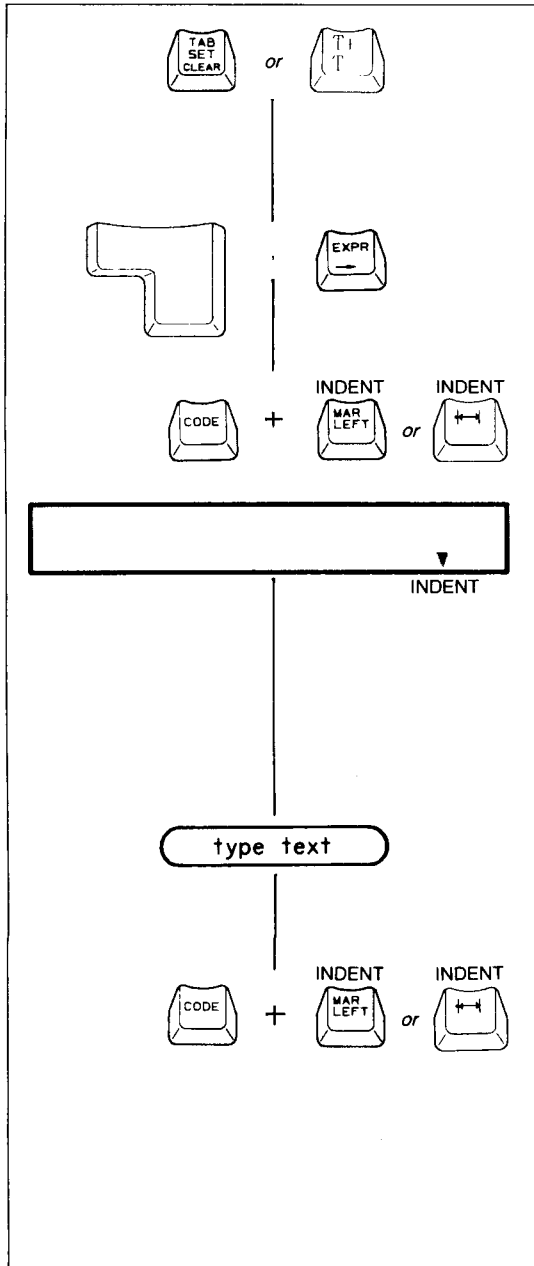 TAB
SET
CLEAR
or
T
T
EXPR
→
INDENT INDENT
CODE + MAR
LEFT or
INDENT
type text
INDENT INDENT
CODE + MAR
LEFT or